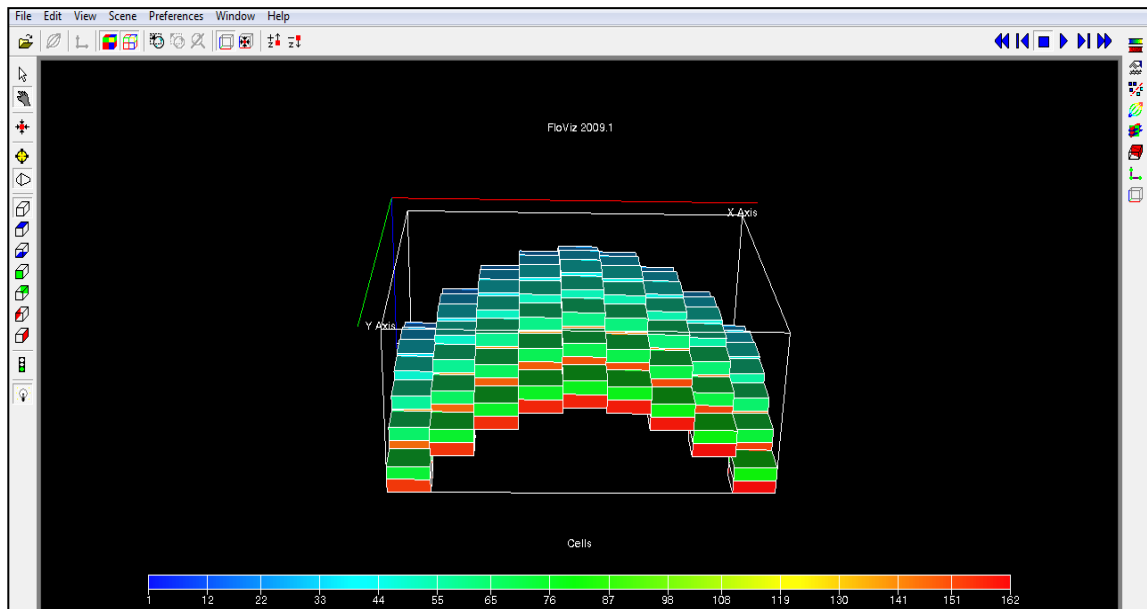 File Edit View Scene Preferences Window Help
FloViz 2009.1
X Axis
Y Axis
Cells
1 12 22 33 44 55 65 76 87 98 108 119 130 141 151 162